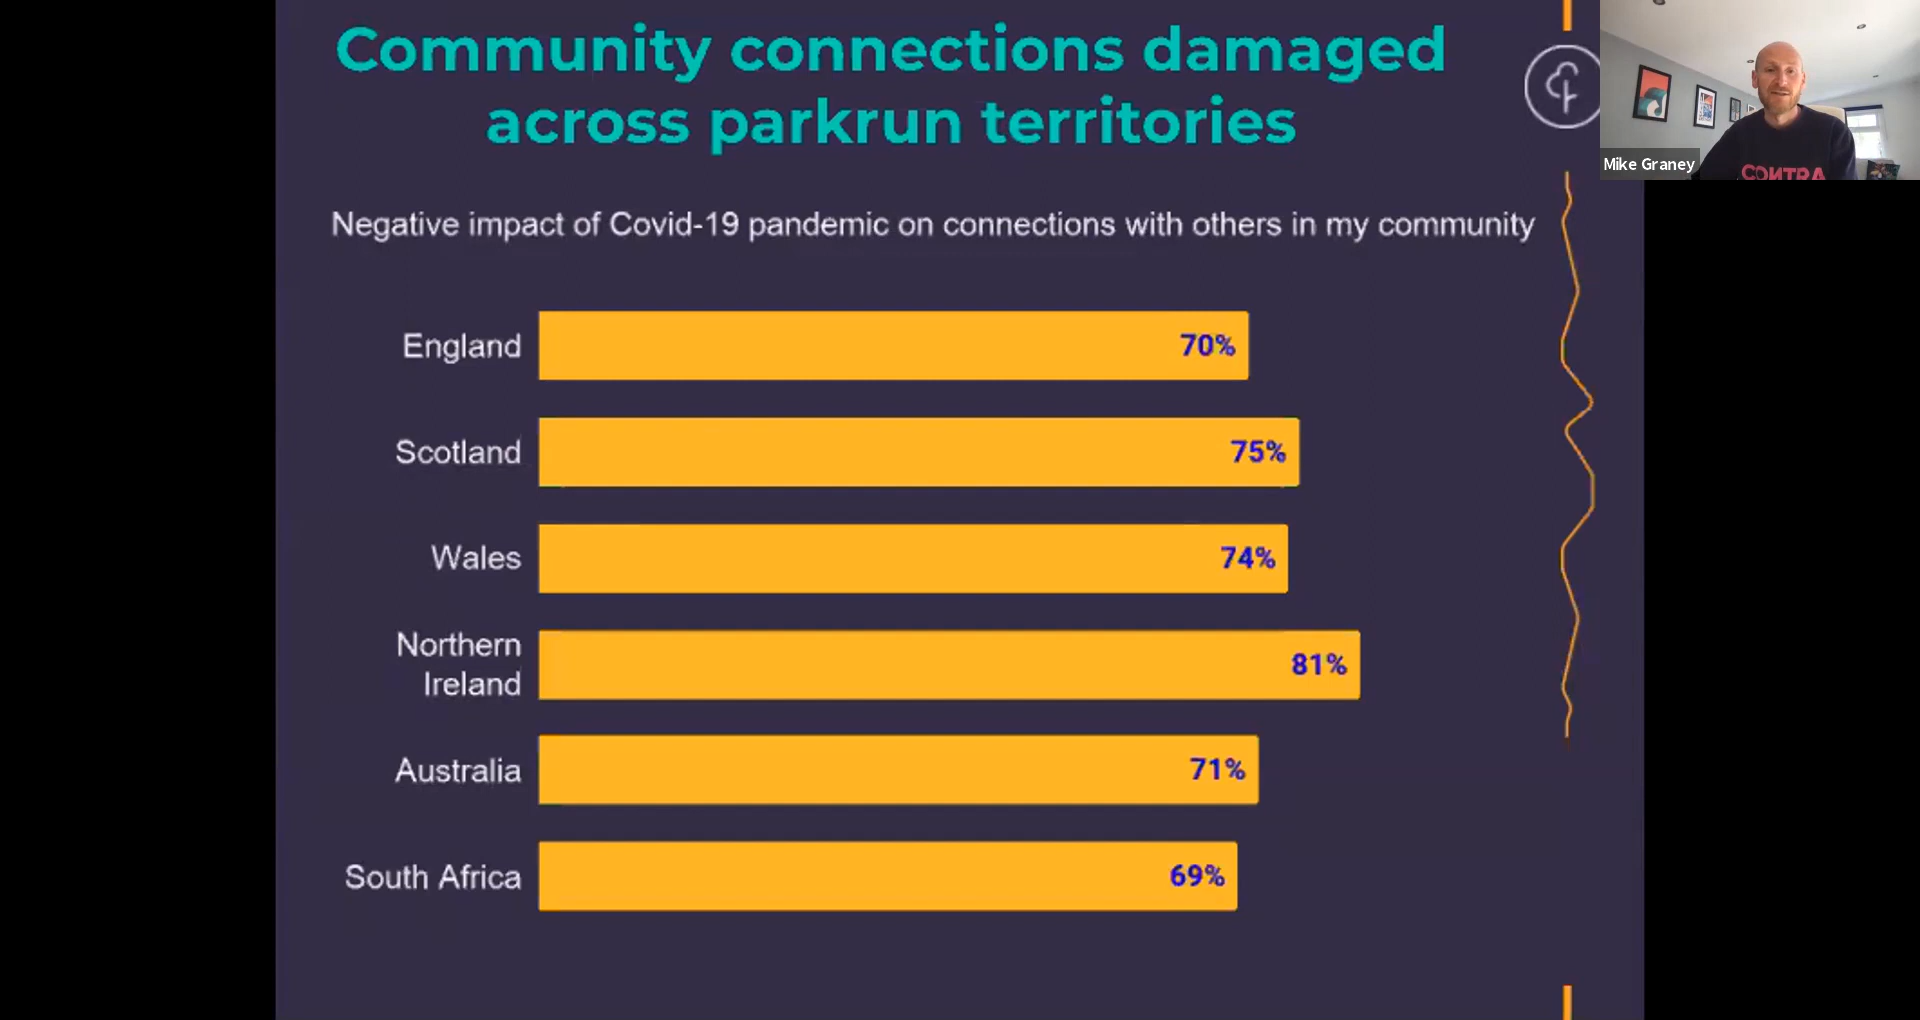 Community connections damaged
across parkrun territories
Mike Graney
CONTRA
Negative impact of Covid-19 pandemic on connections with others in my community
England
70%
Scotland
75%
Wales
74%
Northern
Ireland
81%
Australia
71%
South Africa
69%